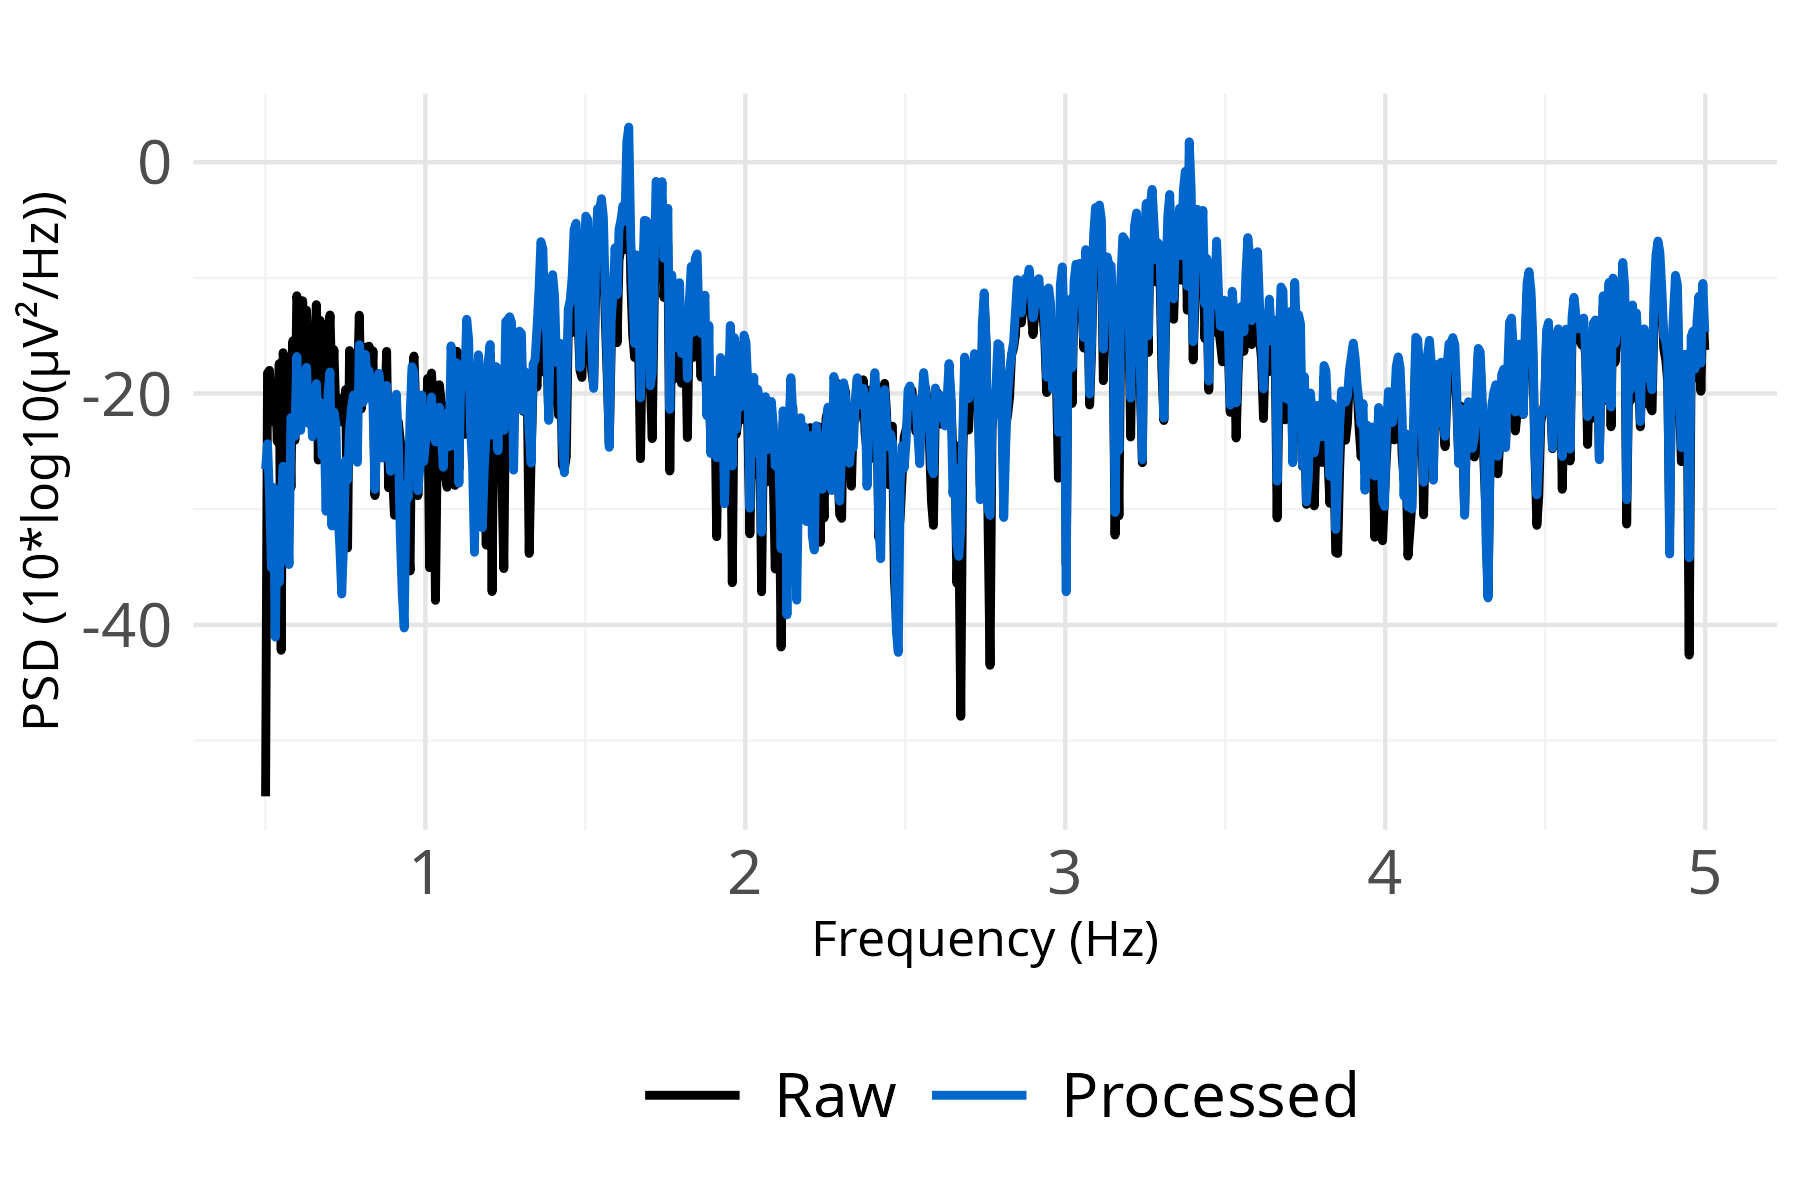 PSD (10*log10(µV²/Hz))
0
-20
-40
1 2 3 4 5
Frequency (Hz)
Raw Processed